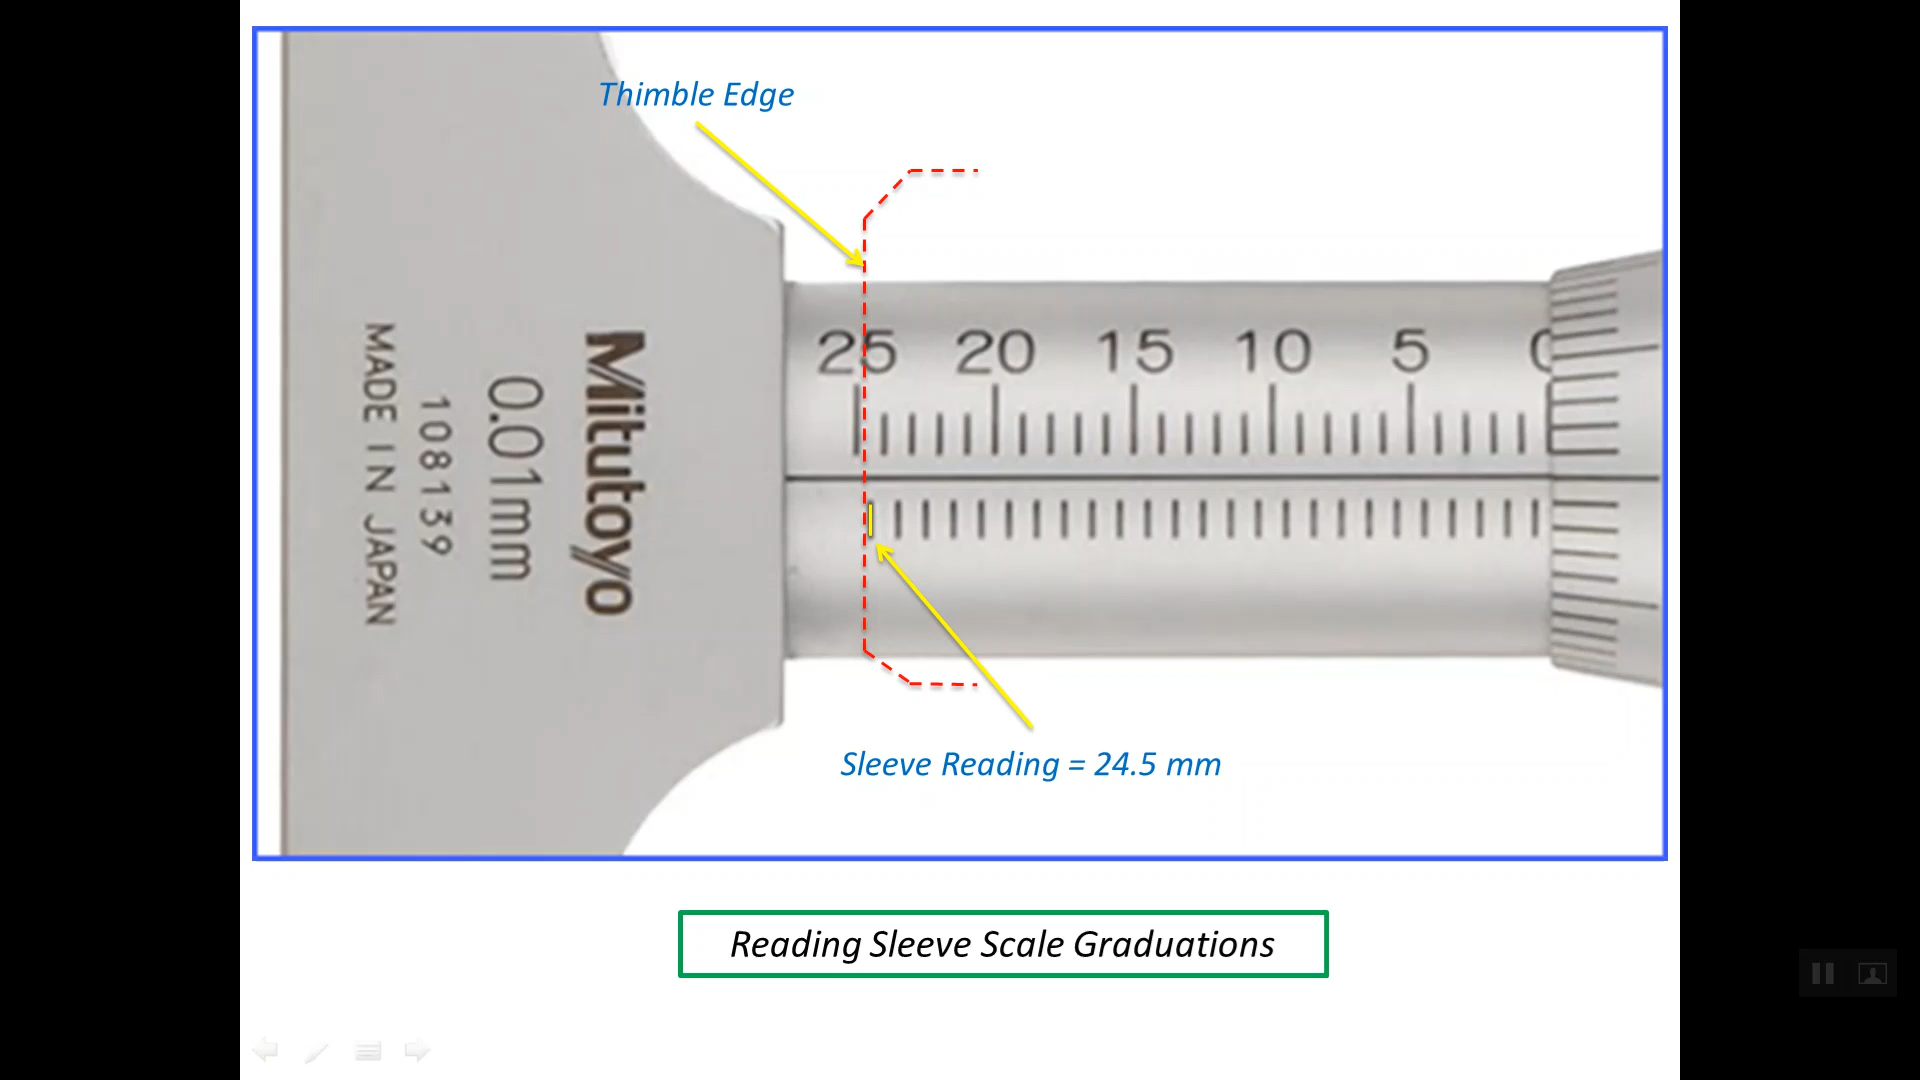 Thimble Edge
25 20 15 10 5 0
Mitutoyo
0.01mm
108139
MADE IN JAPAN
Sleeve Reading = 24.5 mm
Reading Sleeve Scale Graduations